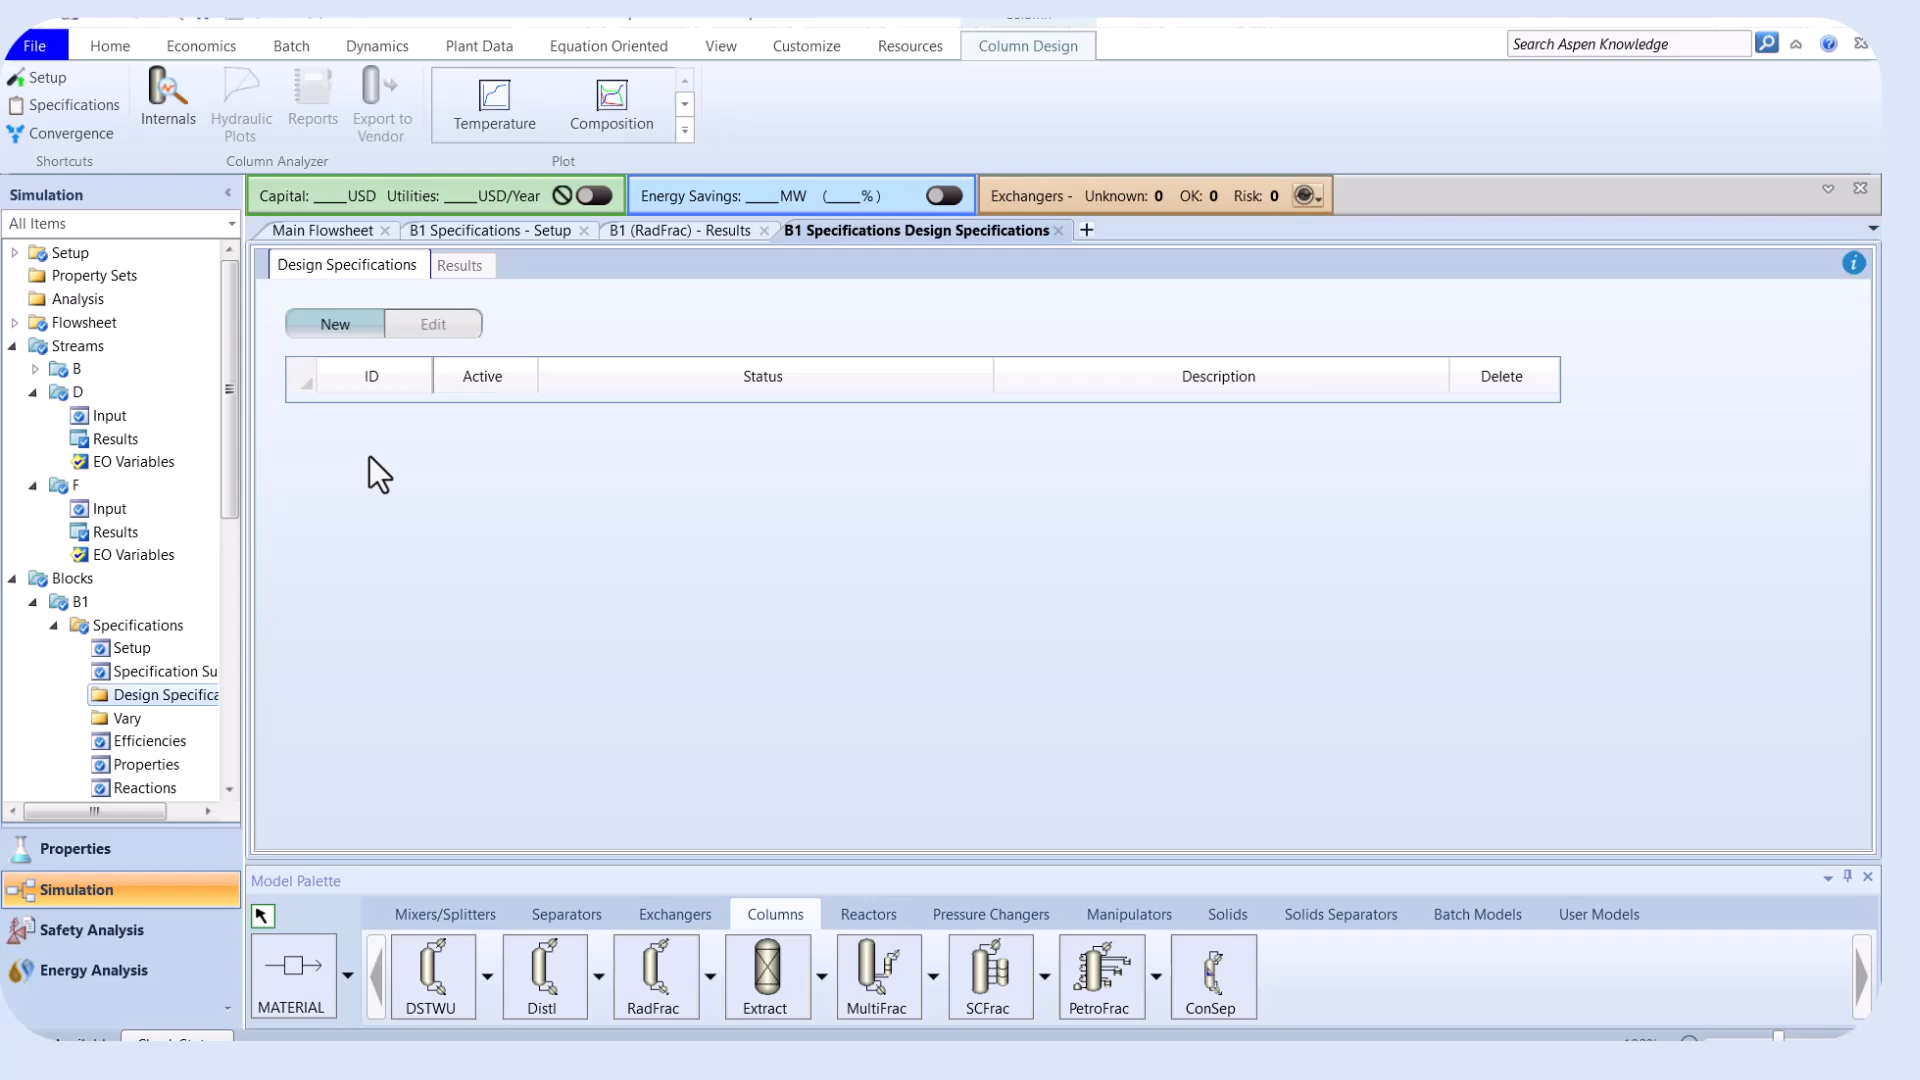 File Home Economics Batch Dynamics Plant Data Equation Oriented View Customize Resources Column Design Search Aspen Knowledge
Setup
Specifications
Convergence
Shortcuts
Internals
Hydraulic Plots
Reports
Export to Vendor
Column Analyzer
Temperature
Composition
Plot
Simulation
Capital: ____USD Utilities: ____USD/Year
Energy Savings: ____MW (____%)
Exchangers - Unknown: 0 OK: 0 Risk: 0
All Items
Main Flowsheet
B1 Specifications - Setup
B1 (RadFrac) - Results
B1 Specifications Design Specifications
Design Specifications
Results
New
Edit
ID Active Status Description Delete
Setup
Property Sets
Analysis
Flowsheet
Streams
B
D
Input
Results
EO Variables
F
Input
Results
EO Variables
Blocks
B1
Specifications
Setup
Specification Su
Design Specifica
Vary
Efficiencies
Properties
Reactions
Properties
Simulation
Safety Analysis
Energy Analysis
Model Palette
Mixers/Splitters Separators Exchangers Columns Reactors Pressure Changers Manipulators Solids Solids Separators Batch Models User Models
MATERIAL DSTWU Distl RadFrac Extract MultiFrac SCFrac PetroFrac ConSep